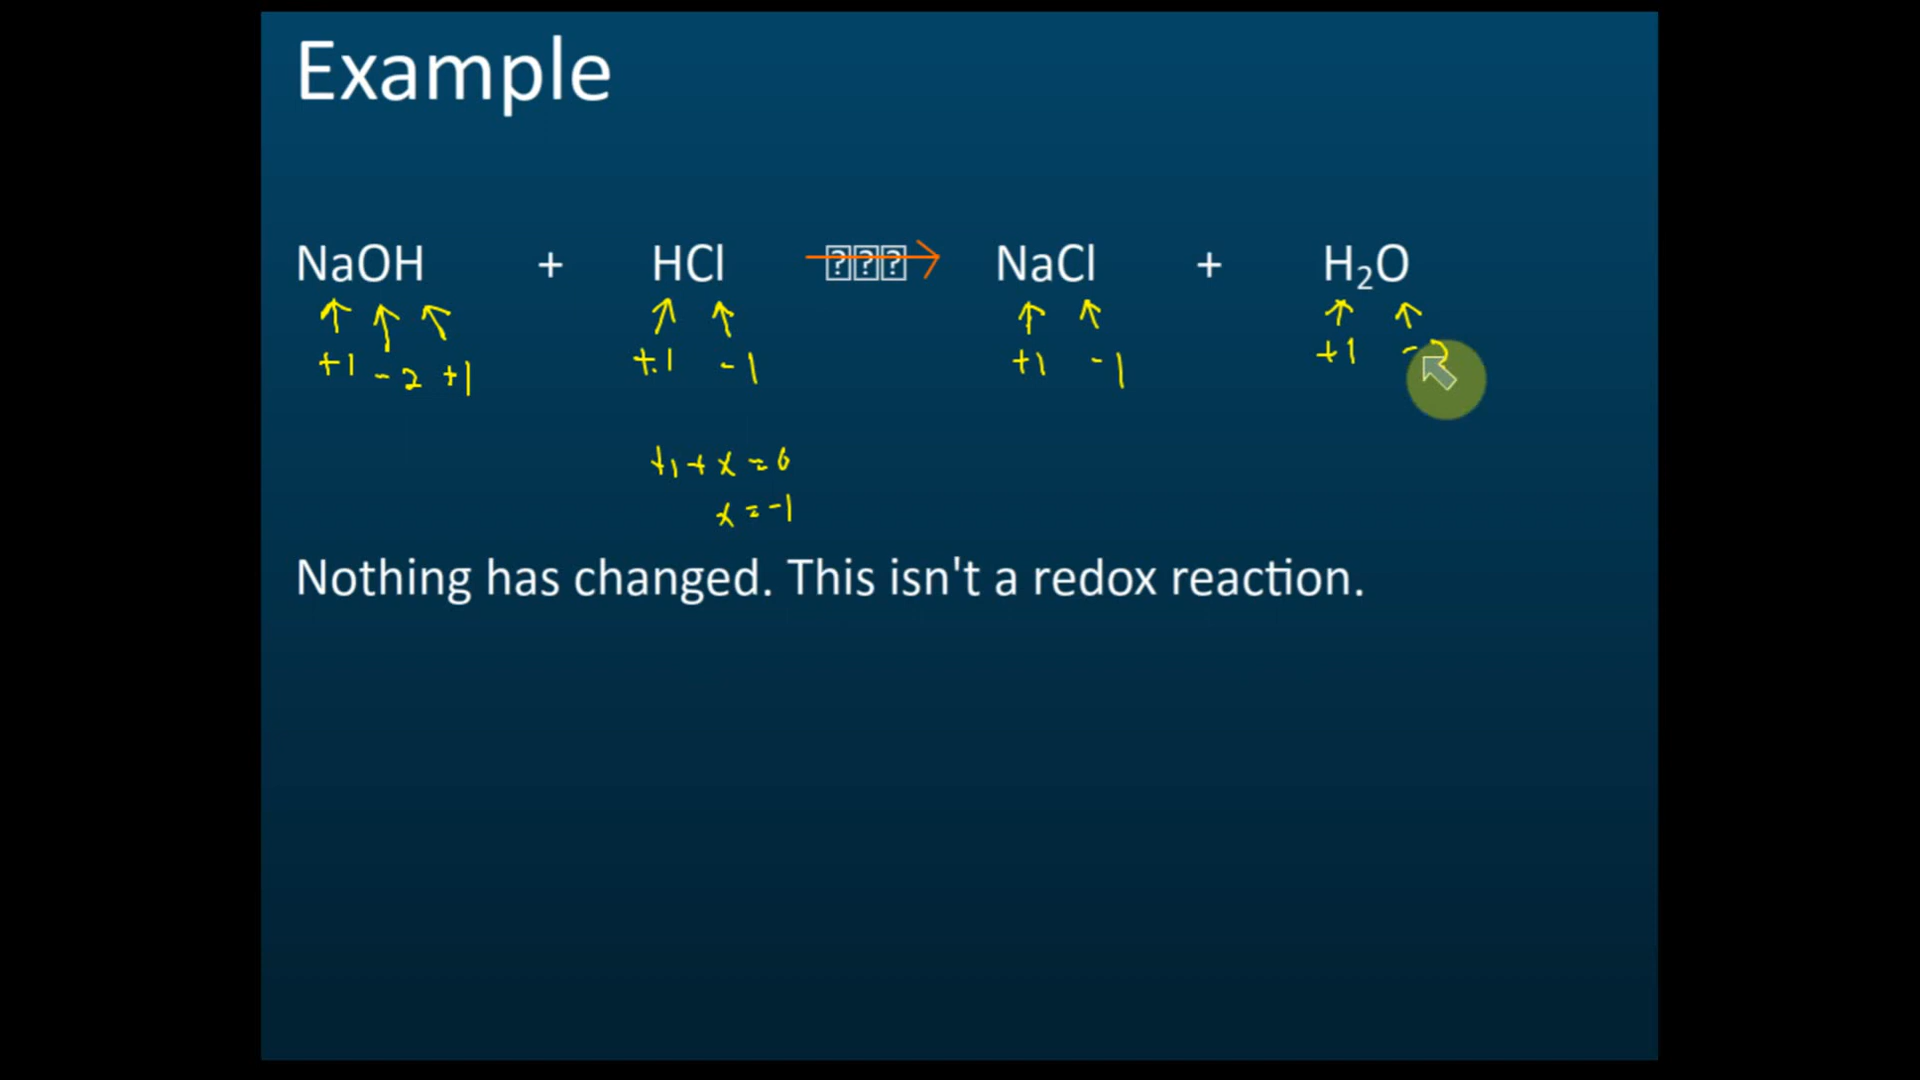 Example
NaOH + HCl → NaCl + H₂O
+1 -2 +1 +1 -1 +1 -1 +1 -2
+1 + x = 0
x = -1
Nothing has changed. This isn't a redox reaction.